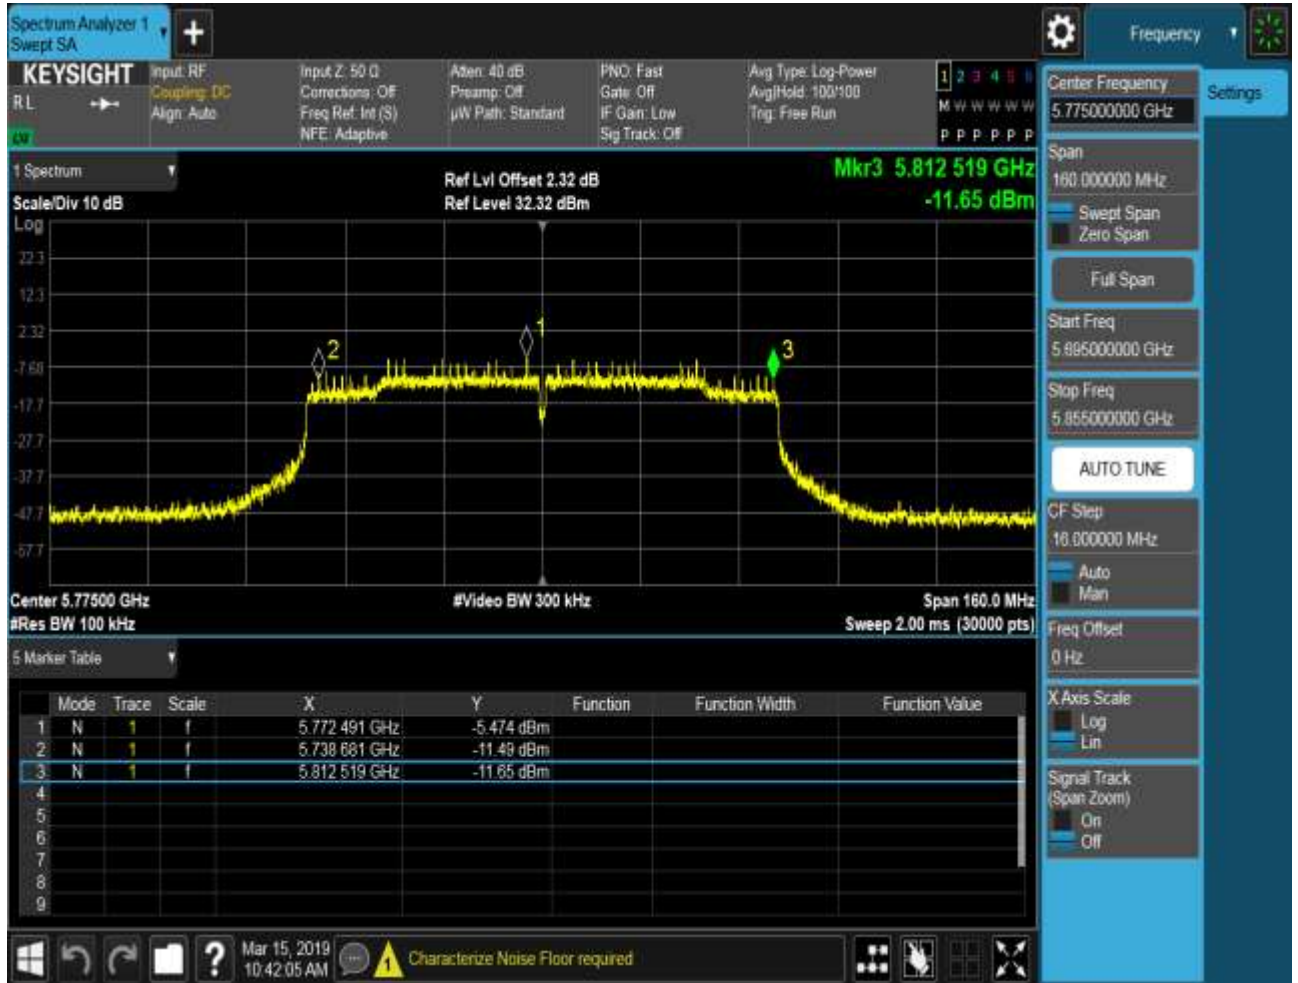 Spectrum Analyzer 1
Swept SA
Frequency
KEYSIGHT
R L
Input: RF
Coupling: DC
Align: Auto
Input Z: 50 Ω
Corrections: Off
Freq Ref: Int (S)
NFE: Adaptive
Atten: 40 dB
Preamp: Off
µW Path: Standard
PNO: Fast
Gate: Off
IF Gain: Low
Sig Track: Off
Avg Type: Log-Power
Avg|Hold: 100/100
Trig: Free Run
1 2 3 4 5 6
M W W W W W
P P P P P P
1 Spectrum
Scale/Div 10 dB
Ref Lvl Offset 2.32 dB
Ref Level 32.32 dBm
Mkr3 5.812 519 GHz
-11.65 dBm
Log
22.3
12.3
2.32
-7.68
-17.7
-27.7
-37.7
-47.7
-57.7
1
2
3
Center 5.77500 GHz
#Res BW 100 kHz
#Video BW 300 kHz
Span 160.0 MHz
Sweep 2.00 ms (30000 pts)
5 Marker Table
Mode Trace Scale X Y Function Function Width Function Value
1 N 1 f 5.772 491 GHz -5.474 dBm
2 N 1 f 5.738 681 GHz -11.49 dBm
3 N 1 f 5.812 519 GHz -11.65 dBm
4
5
6
7
8
9
Mar 15, 2019
10:42:05 AM
?
1
Characterize Noise Floor required
Center Frequency
5.775000000 GHz
Settings
Span
160.000000 MHz
Swept Span
Zero Span
Full Span
Start Freq
5.695000000 GHz
Stop Freq
5.855000000 GHz
AUTO TUNE
CF Step
16.000000 MHz
Auto
Man
Freq Offset
0 Hz
X Axis Scale
Log
Lin
Signal Track
(Span Zoom)
On
Off